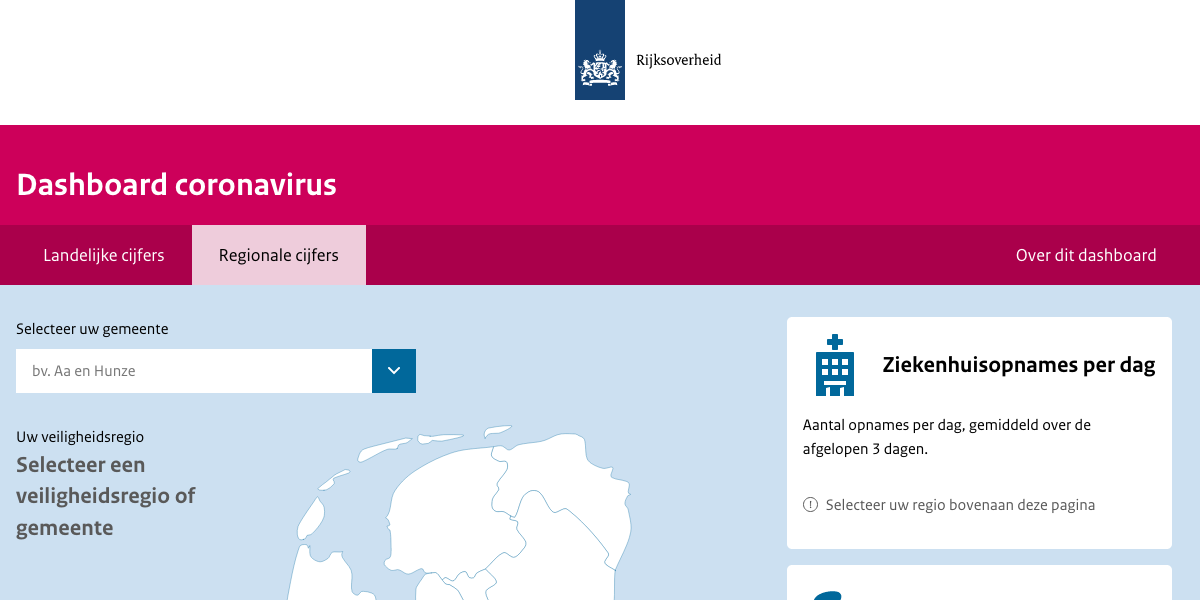 Rijksoverheid
Dashboard coronavirus
Landelijke cijfers
Regionale cijfers
Over dit dashboard
Selecteer uw gemeente
bv. Aa en Hunze
Uw veiligheidsregio
Selecteer een
veiligheidsregio of
gemeente
Ziekenhuisopnames per dag
Aantal opnames per dag, gemiddeld over de
afgelopen 3 dagen.
Selecteer uw regio bovenaan deze pagina